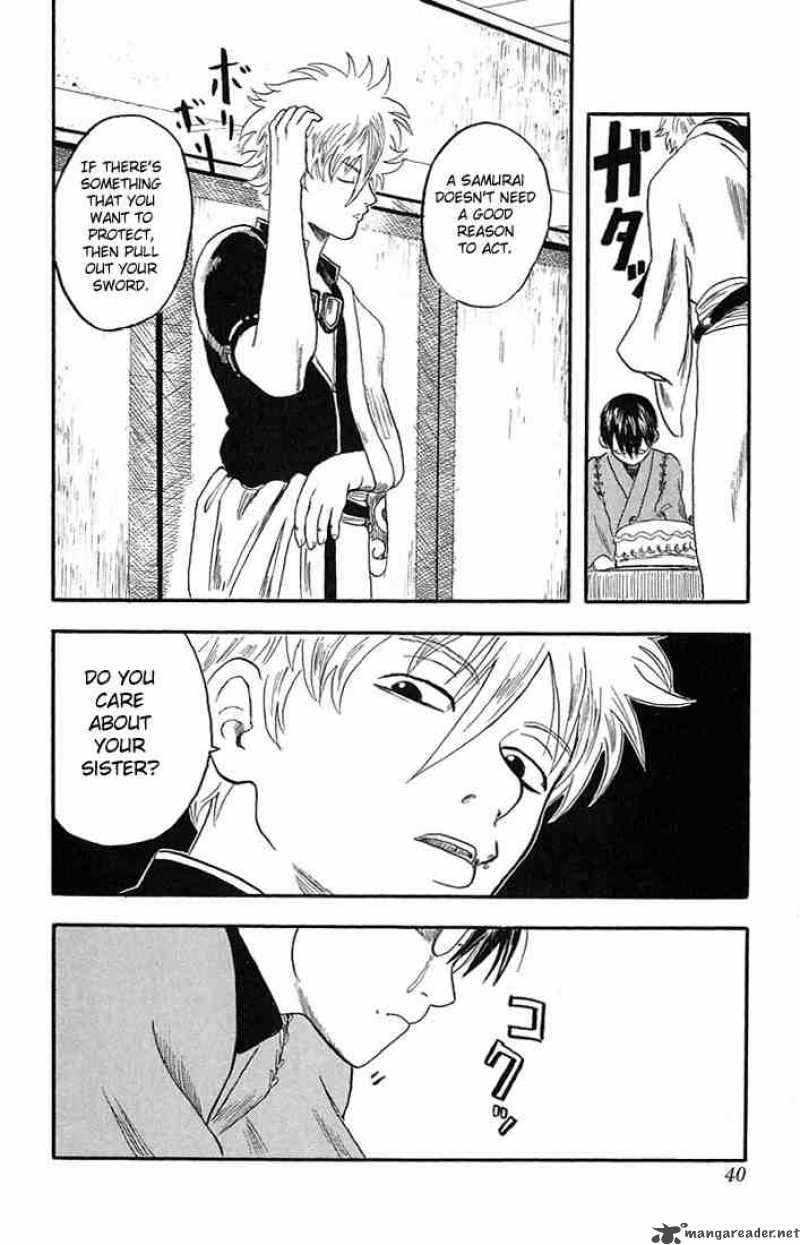 ガタッ
A SAMURAI
DOESN'T NEED
A GOOD
REASON
TO ACT.
ボリ
ボリ
IF THERE'S
SOMETHING
THAT YOU
WANT TO
PROTECT,
THEN PULL
OUT YOUR
SWORD.
DO YOU
CARE
ABOUT
YOUR
SISTER?
コクッ
40
mangareader.net